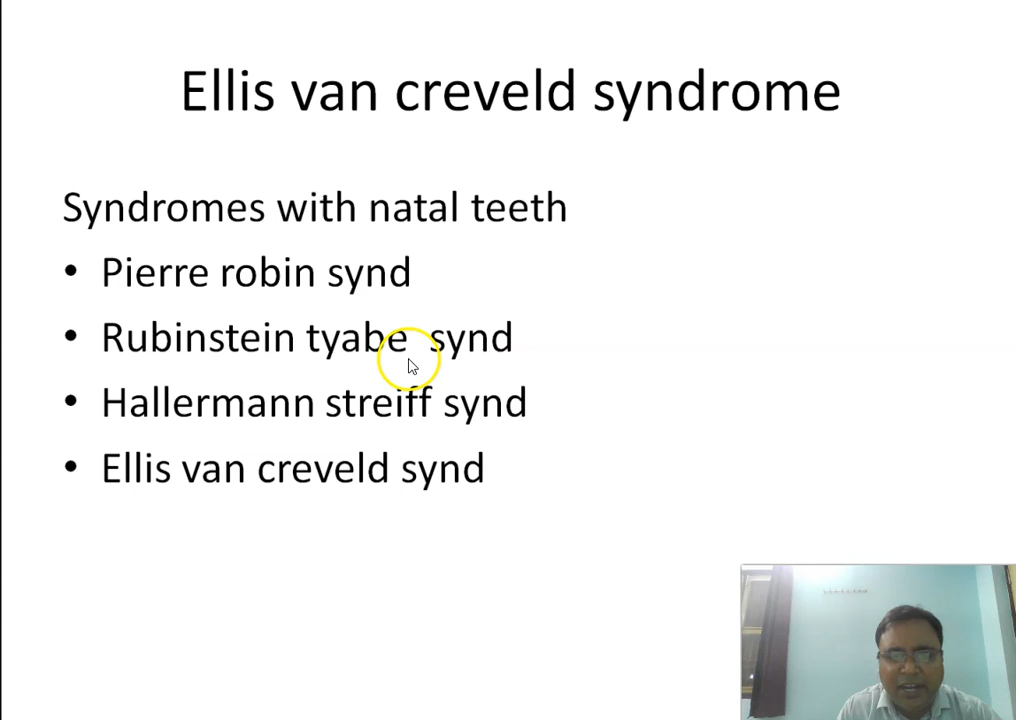 Ellis van creveld syndrome
Syndromes with natal teeth
• Pierre robin synd
• Rubinstein tyabe synd
• Hallermann streiff synd
• Ellis van creveld synd